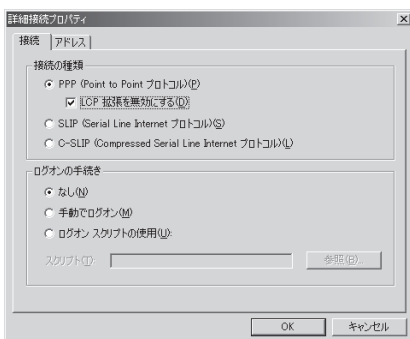 詳細接続プロパティ
接続 アドレス
接続の種類
PPP (Point to Point プロトコル)(P)
LCP 拡張を無効にする(D)
SLIP (Serial Line Internet プロトコル)(S)
C-SLIP (Compressed Serial Line Internet プロトコル)(L)
ログオンの手続き
なし(N)
手動でログオン(M)
ログオン スクリプトの使用(U):
スクリプト(T): 参照(B)...
OK キャンセル